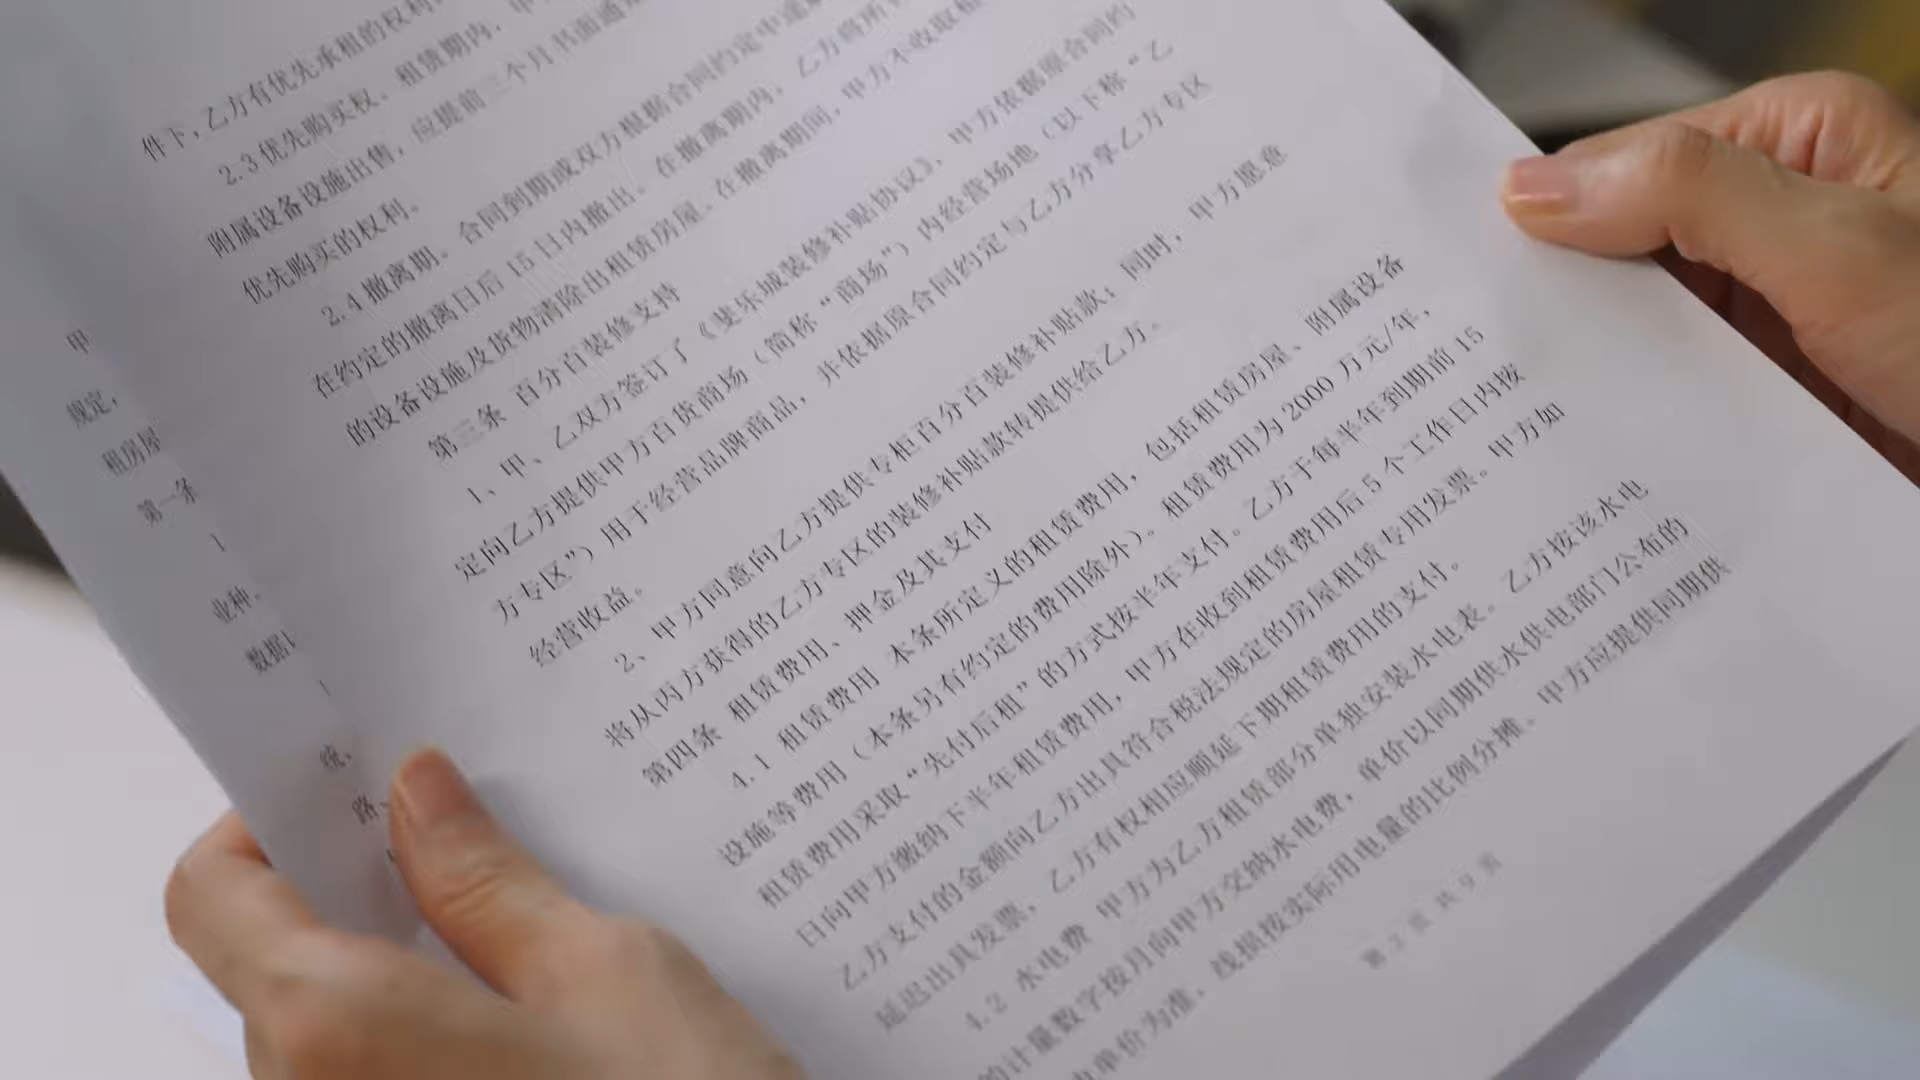 甲
规定，
租房屋
第一条
1
业种。
数据
1
统、
路、
件下，乙方有优先承租的权利
2.3 优先购买权。租赁期内，甲
附属设备设施出售，应提前三个月书面通
优先购买的权利。
2.4 撤离期。合同到期或双方根据合同约定中途
在约定的撤离日后 15 日内撤出。在撤离期内，乙方将所
的设备设施及货物清除出租赁房屋。在撤离期间，甲方不收取租
第三条 百分百装修支持
1、甲、乙双方签订了《斐乐城装修补贴协议》，甲方依据原合同约
定向乙方提供甲方百货商场（简称“商场”）内经营场地（以下称“乙
方专区”）用于经营品牌商品，并依据原合同约定与乙方分享乙方专区
经营收益。
2、甲方同意向乙方提供专柜百分百装修补贴款；同时，甲方愿意
将从丙方获得的乙方专区的装修补贴款转提供给乙方。
第四条 租赁费用、押金及其支付
4.1 租赁费用 本条所定义的租赁费用，包括租赁房屋、附属设备
设施等费用（本条另有约定的费用除外）。租赁费用为 2000 万元/年，
租赁费用采取“先付后租”的方式按半年支付。乙方于每半年到期前 15
日向甲方缴纳下半年租赁费用，甲方在收到租赁费用后 5 个工作日内按
乙方支付的金额向乙方出具符合税法规定的房屋租赁专用发票。甲方如
延迟出具发票，乙方有权相应顺延下期租赁费用的支付。
4.2 水电费 甲方为乙方租赁部分单独安装水电表。乙方按该水电
的计量数字按月向甲方交纳水电费，单价以同期供水供电部门公布的
单价为准，线损按实际用电量的比例分摊。甲方应提供同期供
第 2 页 共 9 页